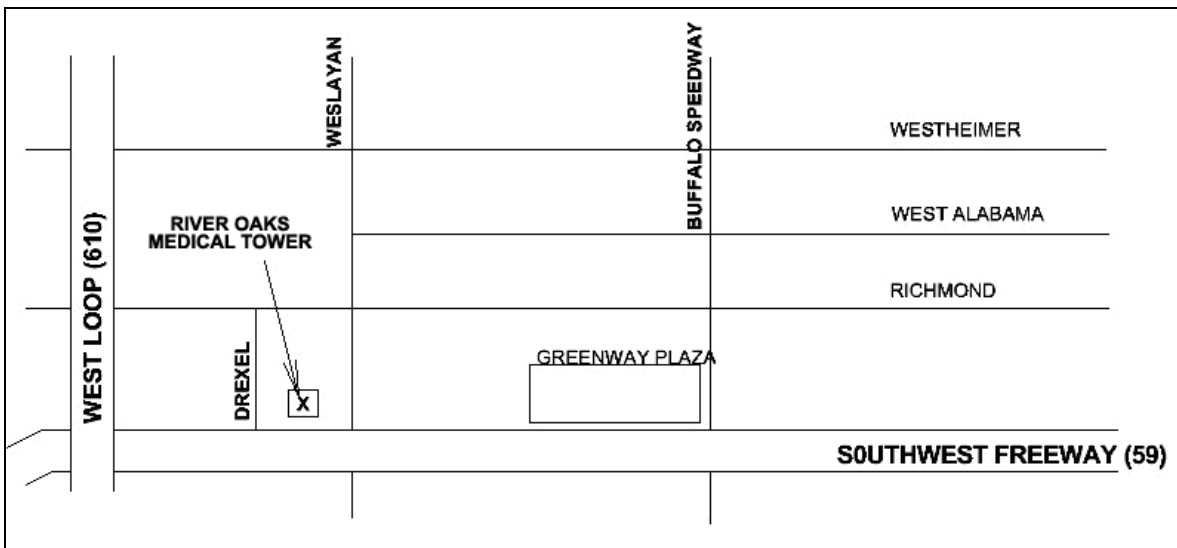 WESLAYAN
BUFFALO SPEEDWAY
WESTHEIMER
RIVER OAKS
MEDICAL TOWER
WEST ALABAMA
WEST LOOP (610)
RICHMOND
DREXEL
X
GREENWAY PLAZA
S0UTHWEST FREEWAY (59)